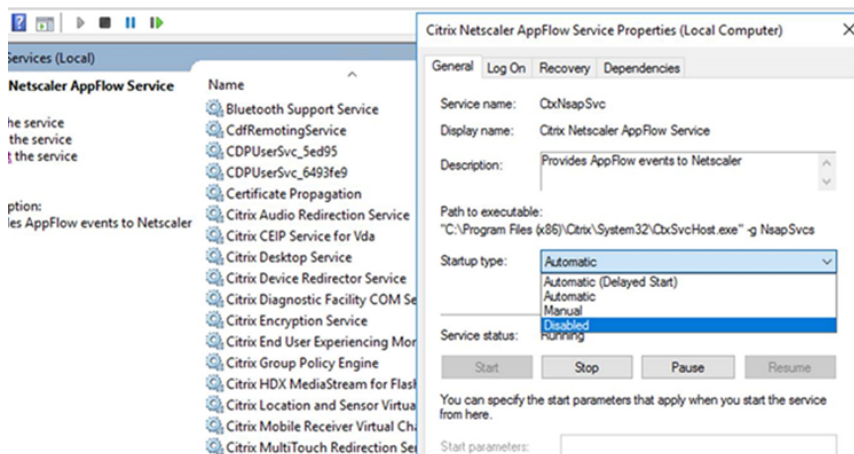 Services (Local)
Netscaler AppFlow Service
he service
the service
t the service
ption:
les AppFlow events to Netscaler
Name
Bluetooth Support Service
CdfRemotingService
CDPUserSvc_5ed95
CDPUserSvc_6493fe9
Certificate Propagation
Citrix Audio Redirection Service
Citrix CEIP Service for Vda
Citrix Desktop Service
Citrix Device Redirector Service
Citrix Diagnostic Facility COM Se
Citrix Encryption Service
Citrix End User Experiencing Mor
Citrix Group Policy Engine
Citrix HDX MediaStream for Flash
Citrix Location and Sensor Virtua
Citrix Mobile Receiver Virtual Ch
Citrix MultiTouch Redirection Ser
Citrix Netscaler AppFlow Service Properties (Local Computer)
General Log On Recovery Dependencies
Service name: CtxNsapSvc
Display name: Citrix Netscaler AppFlow Service
Description: Provides AppFlow events to Netscaler
Path to executable:
"C:\Program Files (x86)\Citrix\System32\CtxSvcHost.exe" -g NsapSvcs
Startup type: Automatic
Automatic (Delayed Start)
Automatic
Manual
Disabled
Service status: Running
Start Stop Pause Resume
You can specify the start parameters that apply when you start the service
from here.
Start parameters: